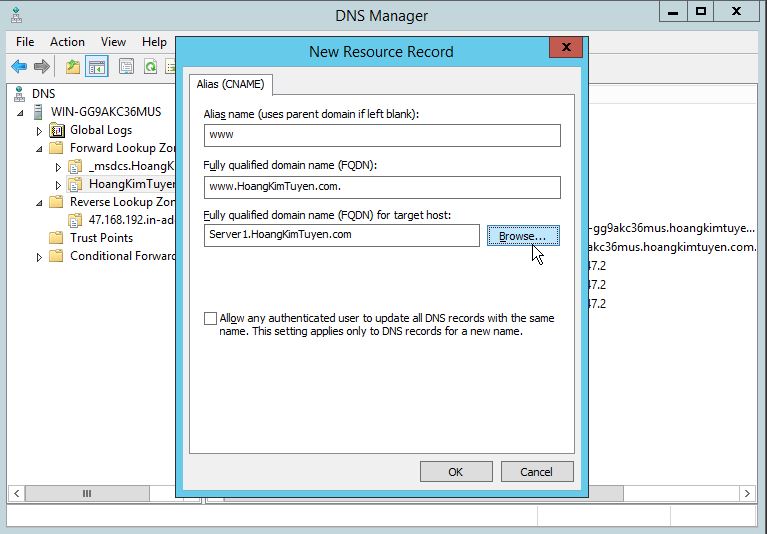 DNS Manager
File Action View Help
DNS
WIN-GG9AKC36MUS
Global Logs
Forward Lookup Zon
_msdcs.HoangK
HoangKimTuyen
Reverse Lookup Zon
47.168.192.in-ad
Trust Points
Conditional Forward
New Resource Record
Alias (CNAME)
Alias name (uses parent domain if left blank):
www
Fully qualified domain name (FQDN):
www.HoangKimTuyen.com.
Fully qualified domain name (FQDN) for target host:
Server1.HoangKimTuyen.com
Browse...
Allow any authenticated user to update all DNS records with the same
name. This setting applies only to DNS records for a new name.
OK
Cancel
-gg9akc36mus.hoangkimtuye...
akc36mus.hoangkimtuyen.com.
47.2
47.2
47.2